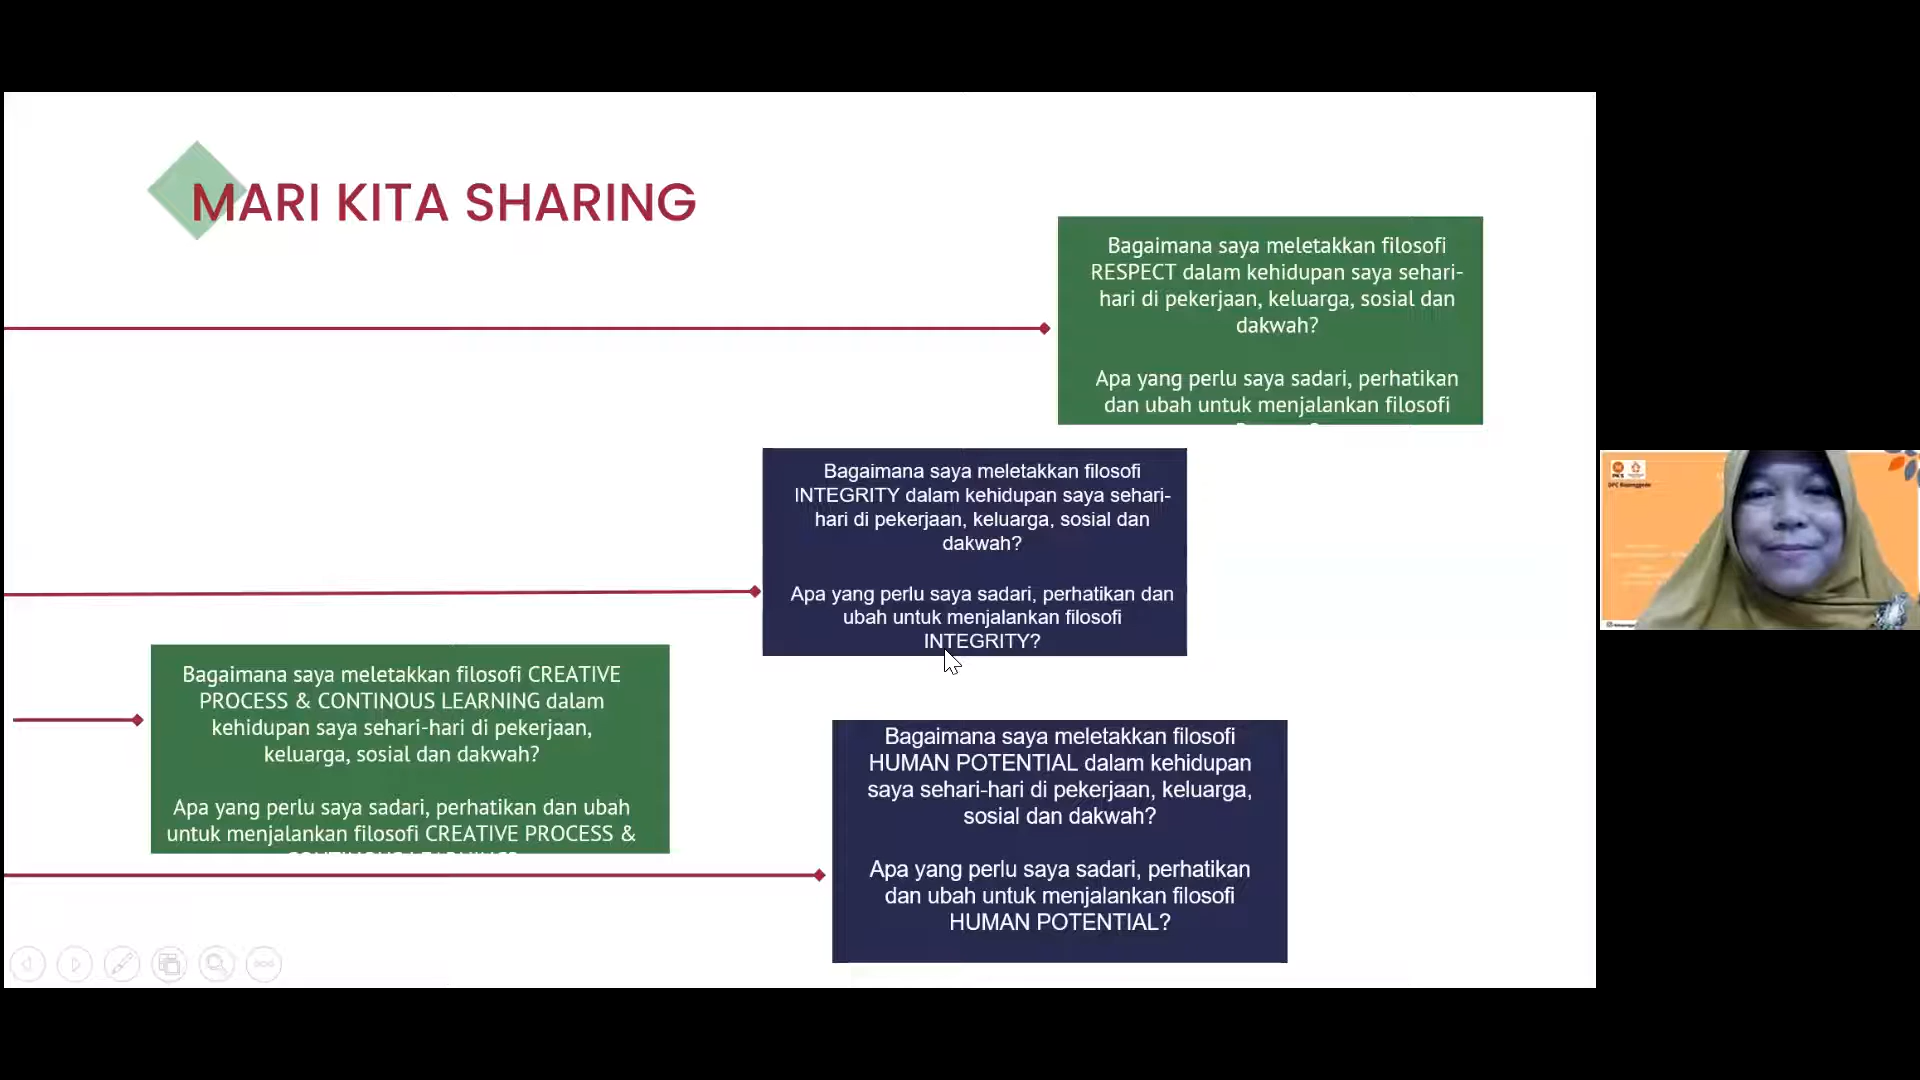 MARI KITA SHARING
Bagaimana saya meletakkan filosofi
RESPECT dalam kehidupan saya sehari-
hari di pekerjaan, keluarga, sosial dan
dakwah?
Apa yang perlu saya sadari, perhatikan
dan ubah untuk menjalankan filosofi
Bagaimana saya meletakkan filosofi
INTEGRITY dalam kehidupan saya sehari-
hari di pekerjaan, keluarga, sosial dan
dakwah?
Apa yang perlu saya sadari, perhatikan dan
ubah untuk menjalankan filosofi
INTEGRITY?
Bagaimana saya meletakkan filosofi CREATIVE
PROCESS & CONTINOUS LEARNING dalam
kehidupan saya sehari-hari di pekerjaan,
keluarga, sosial dan dakwah?
Apa yang perlu saya sadari, perhatikan dan ubah
untuk menjalankan filosofi CREATIVE PROCESS &
Bagaimana saya meletakkan filosofi
HUMAN POTENTIAL dalam kehidupan
saya sehari-hari di pekerjaan, keluarga,
sosial dan dakwah?
Apa yang perlu saya sadari, perhatikan
dan ubah untuk menjalankan filosofi
HUMAN POTENTIAL?